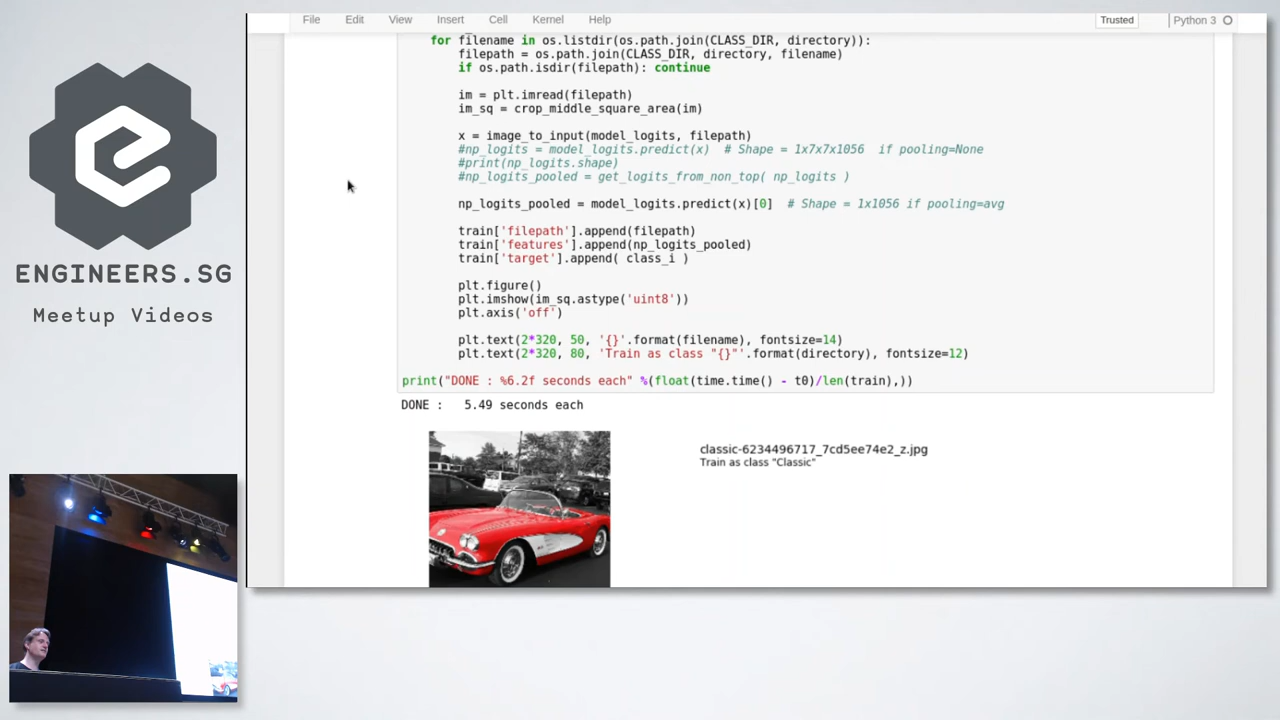 ENGINEERS.SG
Meetup Videos
File Edit View Insert Cell Kernel Help Trusted Python 3
for filename in os.listdir(os.path.join(CLASS_DIR, directory)):
filepath = os.path.join(CLASS_DIR, directory, filename)
if os.path.isdir(filepath): continue
im = plt.imread(filepath)
im_sq = crop_middle_square_area(im)
x = image_to_input(model_logits, filepath)
#np_logits = model_logits.predict(x)  # Shape = 1x7x7x1056  if pooling=None
#print(np_logits.shape)
#np_logits_pooled = get_logits_from_non_top( np_logits )
np_logits_pooled = model_logits.predict(x)[0]  # Shape = 1x1056 if pooling=avg
train['filepath'].append(filepath)
train['features'].append(np_logits_pooled)
train['target'].append( class_i )
plt.figure()
plt.imshow(im_sq.astype('uint8'))
plt.axis('off')
plt.text(2*320, 50, '{}'.format(filename), fontsize=14)
plt.text(2*320, 80, 'Train as class "{}"'.format(directory), fontsize=12)
print("DONE : %6.2f seconds each" %(float(time.time() - t0)/len(train),))
DONE :   5.49 seconds each
classic-6234496717_7cd5ee74e2_z.jpg
Train as class "Classic"